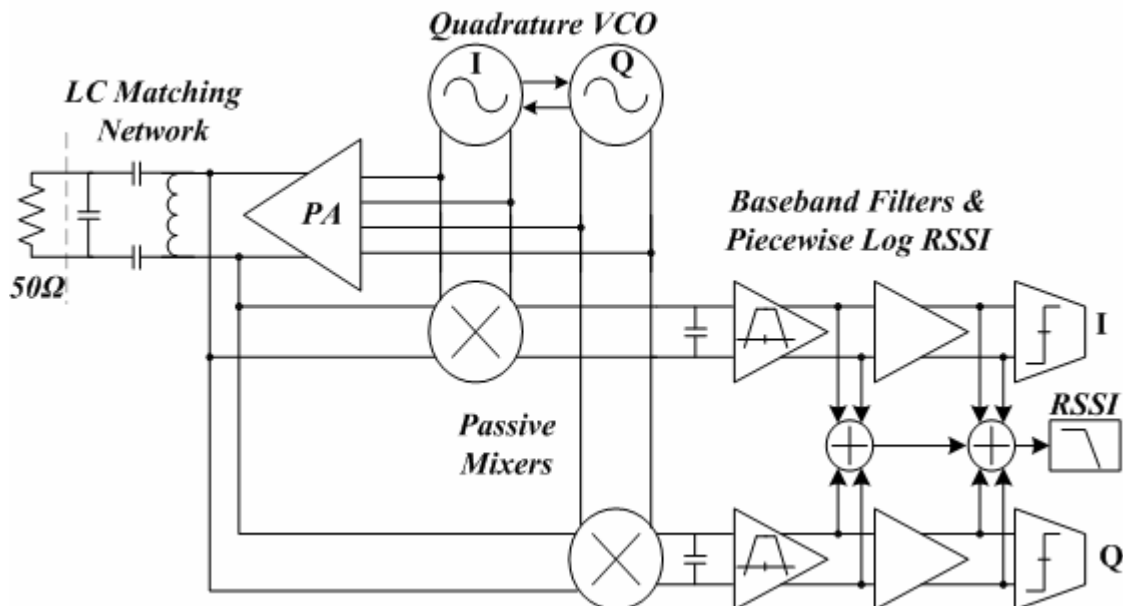 Quadrature VCO
I
Q
LC Matching
Network
PA
50Ω
Baseband Filters &
Piecewise Log RSSI
I
RSSI
Passive
Mixers
Q